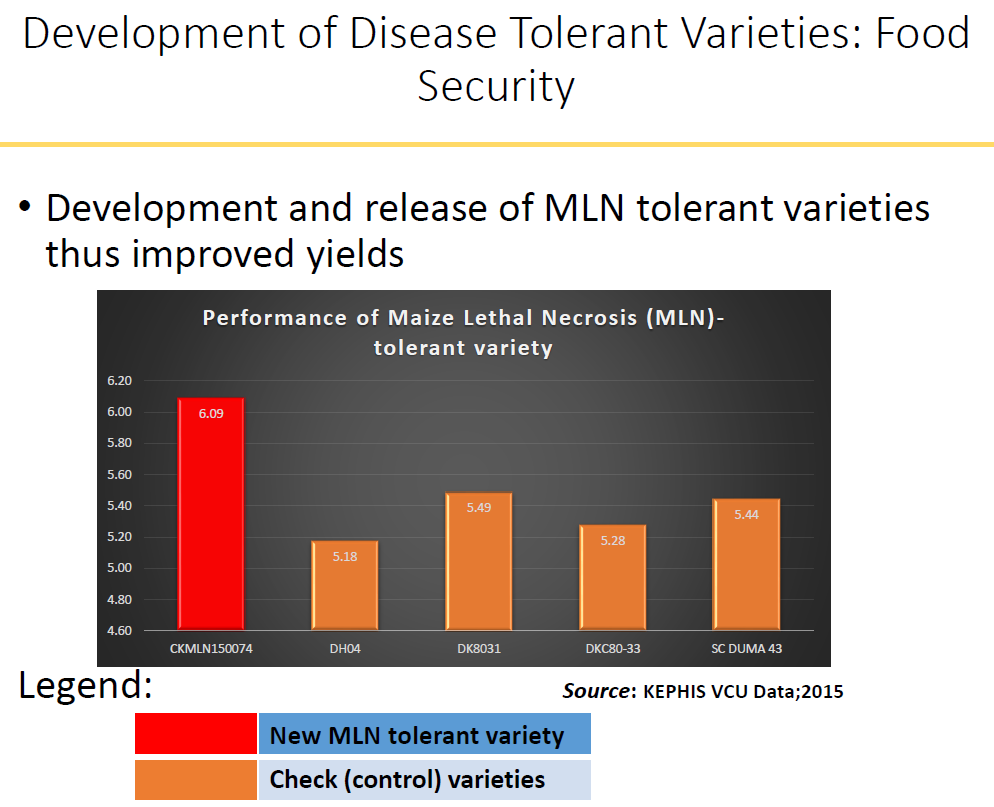 Development of Disease Tolerant Varieties: Food
Security
• Development and release of MLN tolerant varieties
thus improved yields
Performance of Maize Lethal Necrosis (MLN)-
tolerant variety
6.20
6.00
5.80
5.60
5.40
5.20
5.00
4.80
4.60
6.09
5.18
5.49
5.28
5.44
CKMLN150074 DH04 DK8031 DKC80-33 SC DUMA 43
Legend:
Source: KEPHIS VCU Data;2015
New MLN tolerant variety
Check (control) varieties